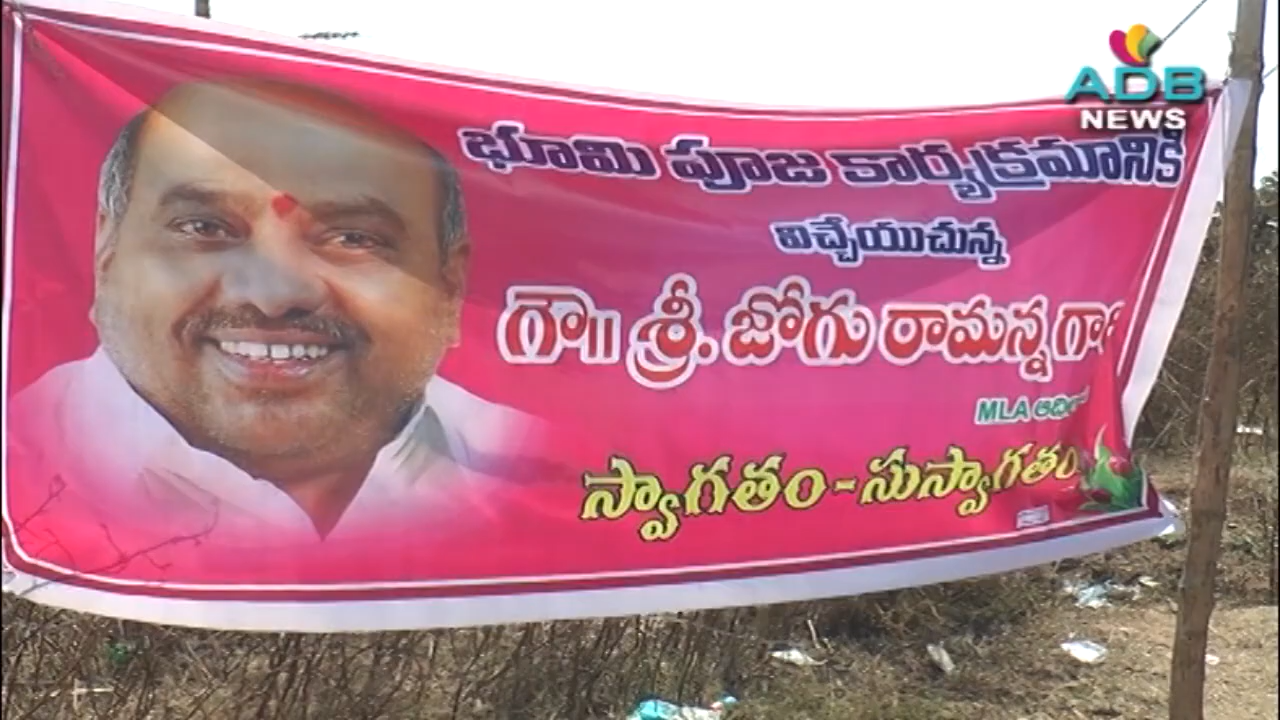 ADB
NEWS
భూమి పూజ కార్యక్రమానికి
విచ్చేయుచున్న
గౌ॥ శ్రీ. జోగు రామన్న
MLA
స్వాగతం-సుస్వాగతం